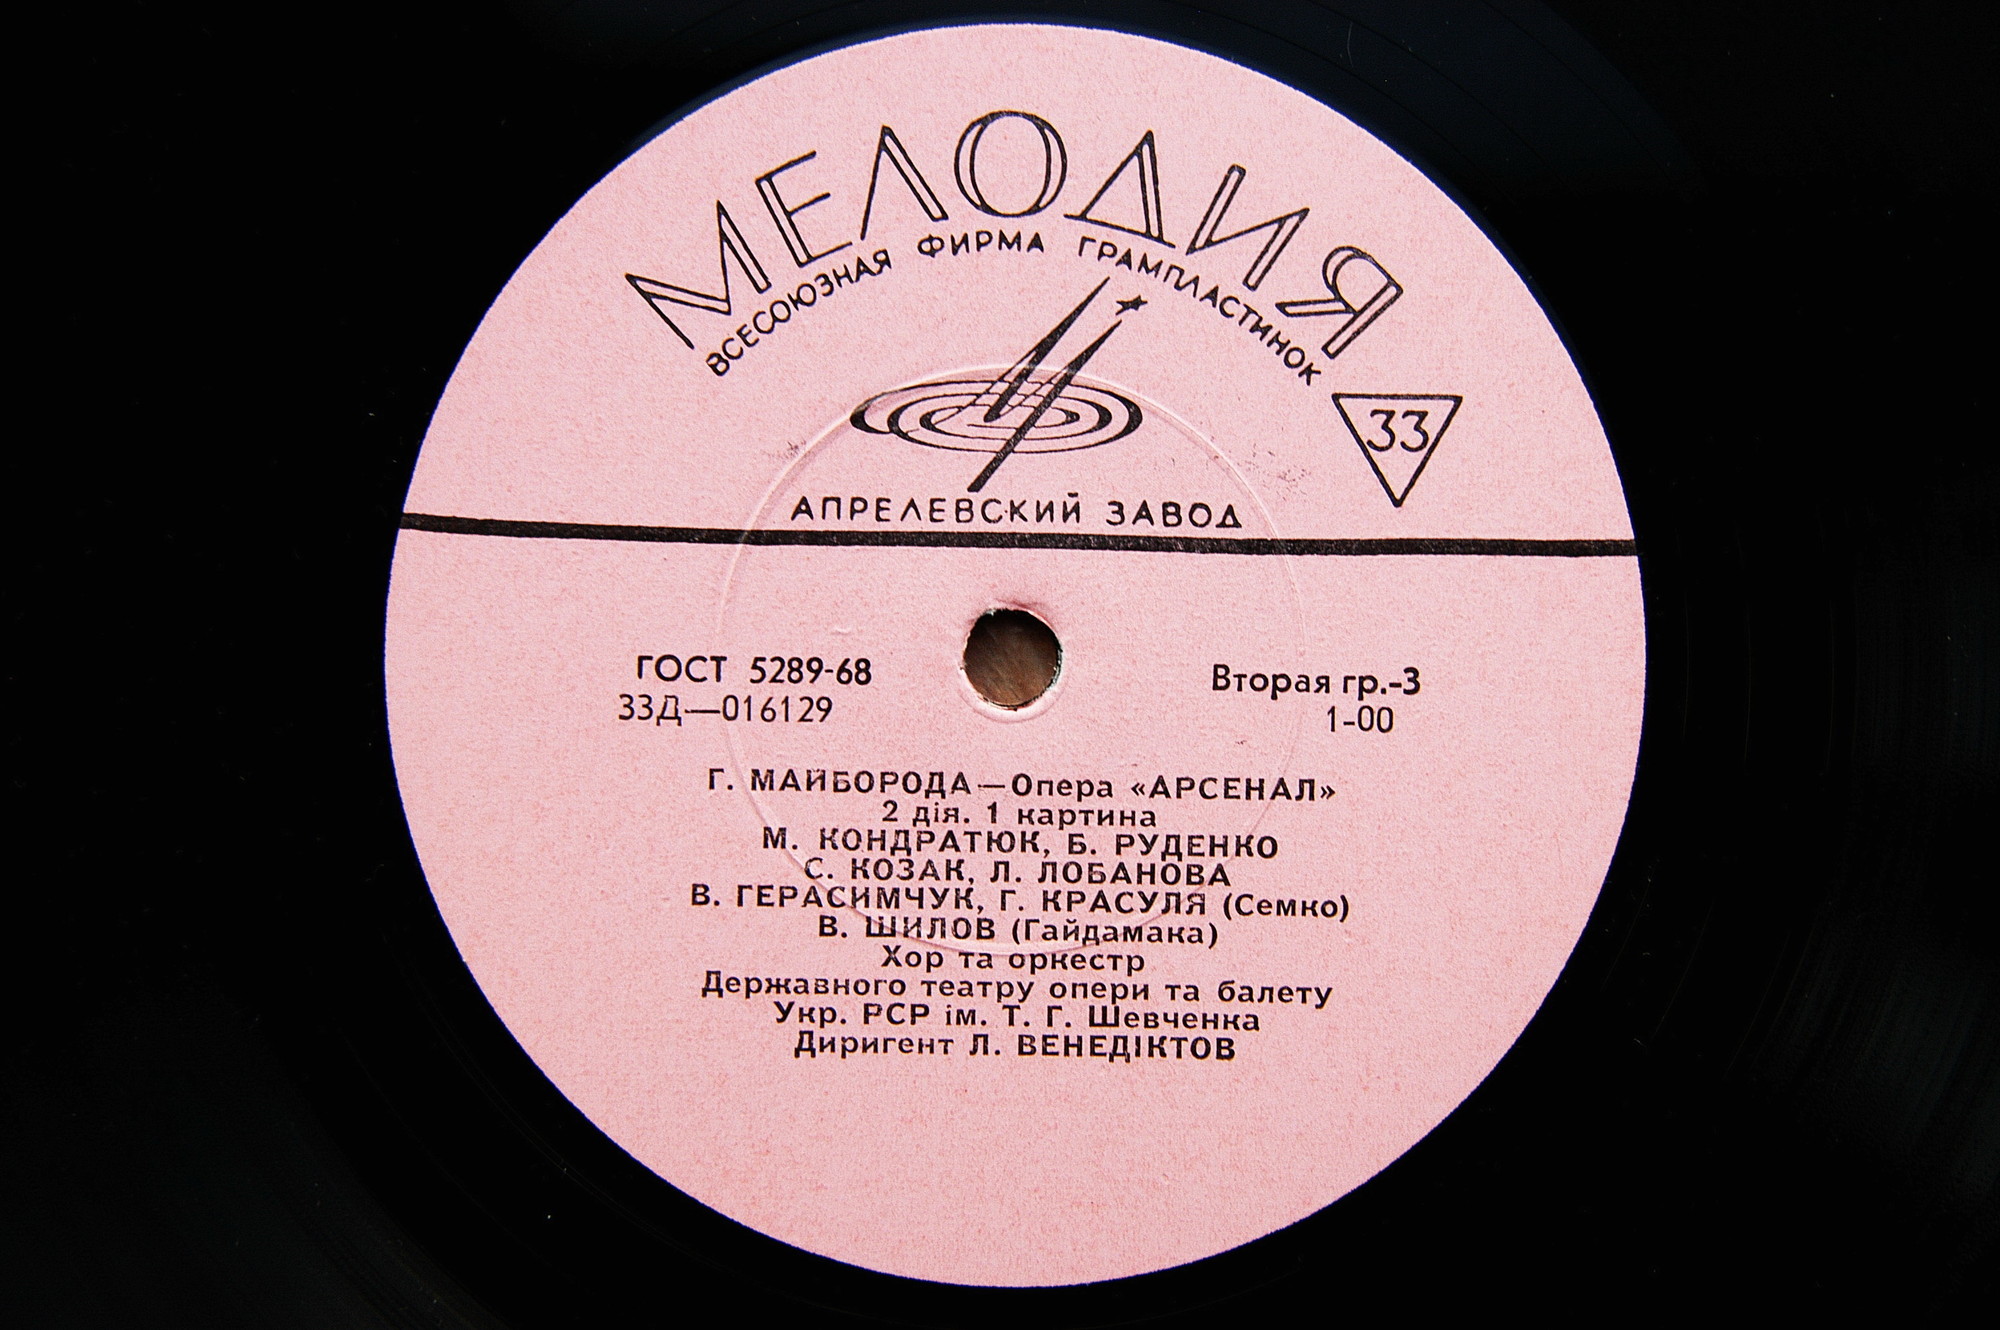 МЕЛОДИЯ
ВСЕСОЮЗНАЯ ФИРМА ГРАМПЛАСТИНОК
33
АПРЕЛЕВСКИЙ ЗАВОД
ГОСТ 5289-68
33Д—016129
Вторая гр.-3
1-00
Г. МАЙБОРОДА—Опера «АРСЕНАЛ»
2 дія. 1 картина
М. КОНДРАТЮК, Б. РУДЕНКО
С. КОЗАК, Л. ЛОБАНОВА
В. ГЕРАСИМЧУК, Г. КРАСУЛЯ (Семко)
В. ШИЛОВ (Гайдамака)
Хор та оркестр
Державного театру опери та балету
Укр. РСР ім. Т. Г. Шевченка
Диригент Л. ВЕНЕДІКТОВ